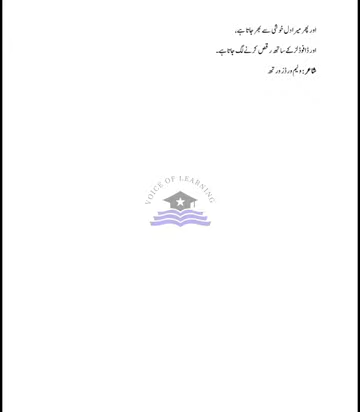 اور پھر میرا دل خوشی سے بھر جاتا ہے،
اور ڈافوڈلز کے ساتھ رقص کرنے لگ جاتا ہے۔
شاعر: ولیم ورڈز ورتھ
VOICE OF LEARNING